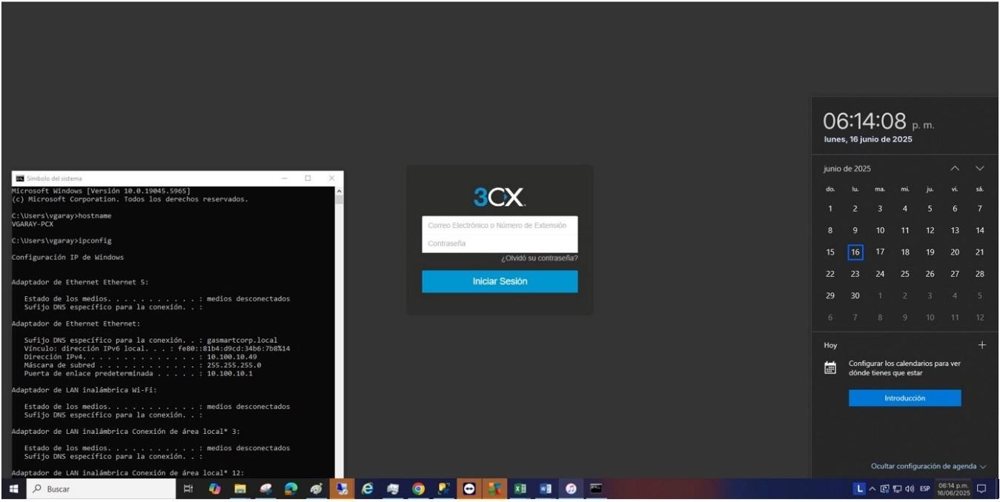 Símbolo del sistema
Microsoft Windows [Versión 10.0.19045.5965]
(c) Microsoft Corporation. Todos los derechos reservados.
C:\Users\vgaray>hostname
VGARAY-PCX
C:\Users\vgaray>ipconfig
Configuración IP de Windows
Adaptador de Ethernet Ethernet 5:
Estado de los medios. . . . . . . . . . . : medios desconectados
Sufijo DNS específico para la conexión. . :
Adaptador de Ethernet Ethernet:
Sufijo DNS específico para la conexión. . : gasmartcorp.local
Vínculo: dirección IPv6 local. . . : fe80::81b4:d9cd:34b6:7b8%14
Dirección IPv4. . . . . . . . . . . . . . : 10.100.10.49
Máscara de subred . . . . . . . . . . . . : 255.255.255.0
Puerta de enlace predeterminada . . . . . : 10.100.10.1
Adaptador de LAN inalámbrica Wi-Fi:
Estado de los medios. . . . . . . . . . . : medios desconectados
Sufijo DNS específico para la conexión. . :
Adaptador de LAN inalámbrica Conexión de área local* 3:
Estado de los medios. . . . . . . . . . . : medios desconectados
Sufijo DNS específico para la conexión. . :
Adaptador de LAN inalámbrica Conexión de área local* 12:
3CX
Correo Electrónico o Número de Extensión
Contraseña
¿Olvidó su contraseña?
Iniciar Sesión
06:14:08 p. m.
lunes, 16 junio de 2025
junio de 2025
do. lu. ma. mi. ju. vi. sá.
1 2 3 4 5 6 7
8 9 10 11 12 13 14
15 16 17 18 19 20 21
22 23 24 25 26 27 28
29 30 1 2 3 4 5
6 7 8 9 10 11 12
Hoy
Configurar los calendarios para ver
dónde tienes que estar
Introducción
Ocultar configuración de agenda
Buscar
L
ESP
06:14 p.m.
16/06/2025